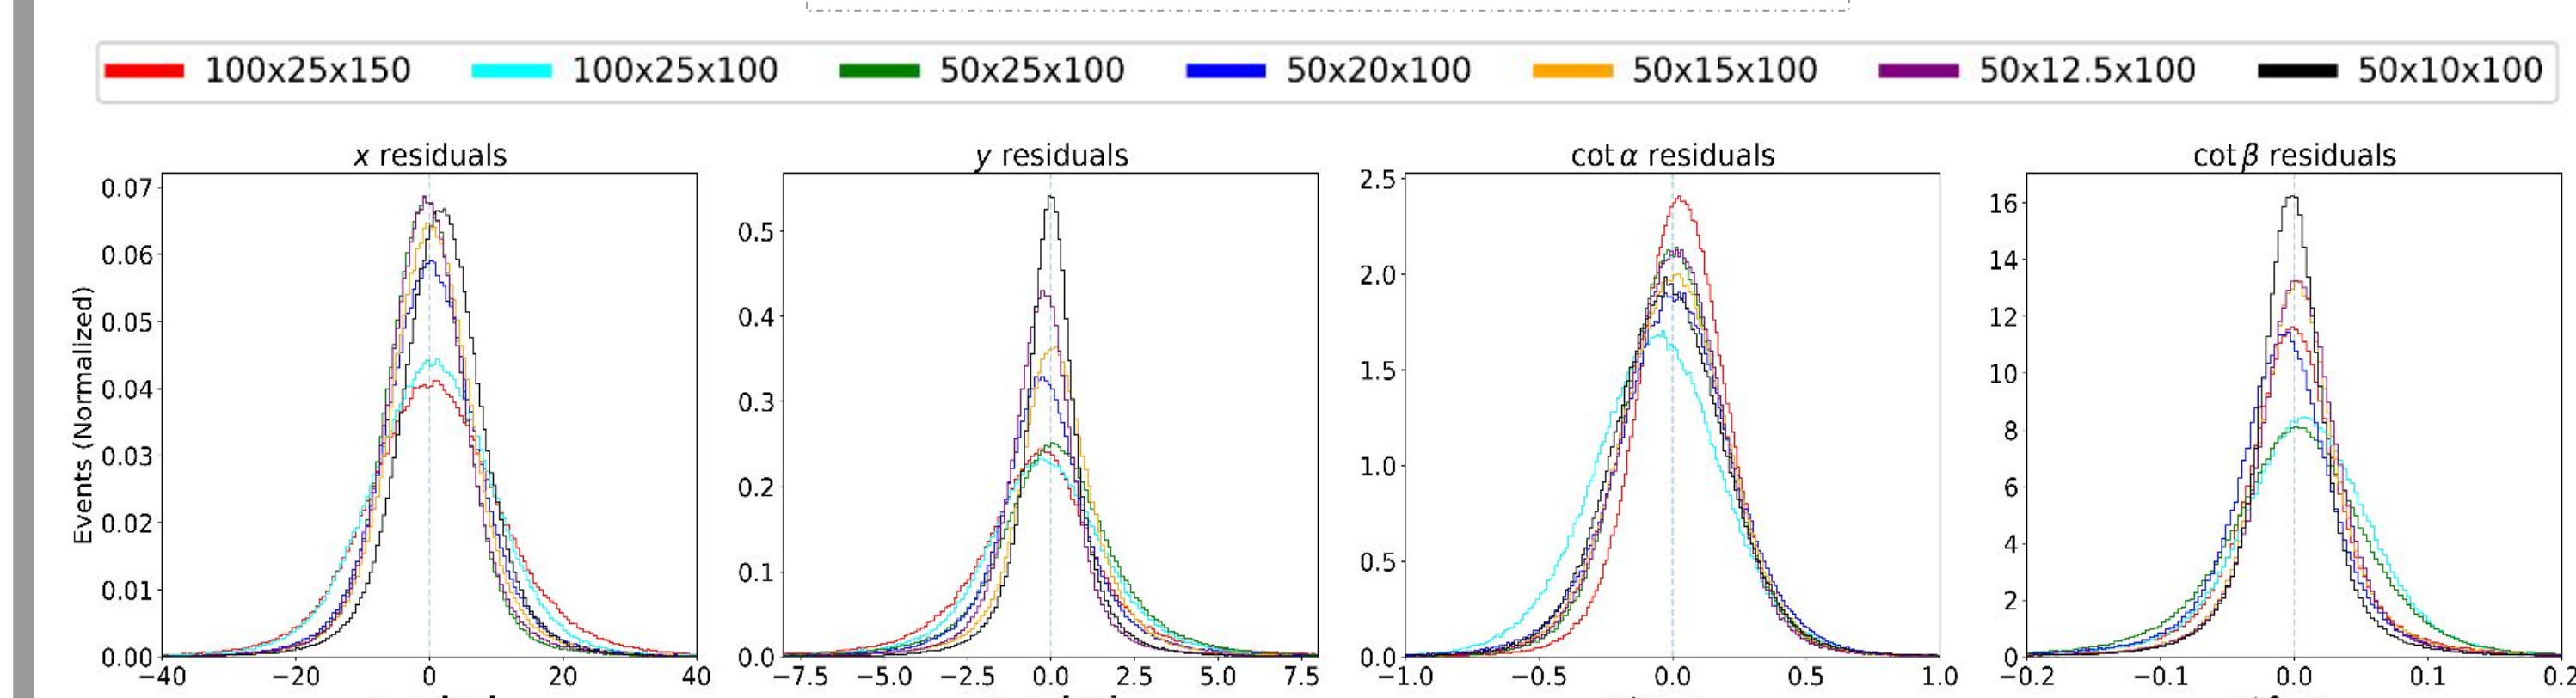 100x25x150 100x25x100 50x25x100 50x20x100 50x15x100 50x12.5x100 50x10x100
x residuals
Events (Normalized)
0.07
0.06
0.05
0.04
0.03
0.02
0.01
0.00
−40 −20 0 20 40
y residuals
0.5
0.4
0.3
0.2
0.1
0.0
−7.5 −5.0 −2.5 0.0 2.5 5.0 7.5
cot α residuals
2.5
2.0
1.5
1.0
0.5
0.0
−1.0 −0.5 0.0 0.5 1.0
cot β residuals
16
14
12
10
8
6
4
2
0
−0.2 −0.1 0.0 0.1 0.2